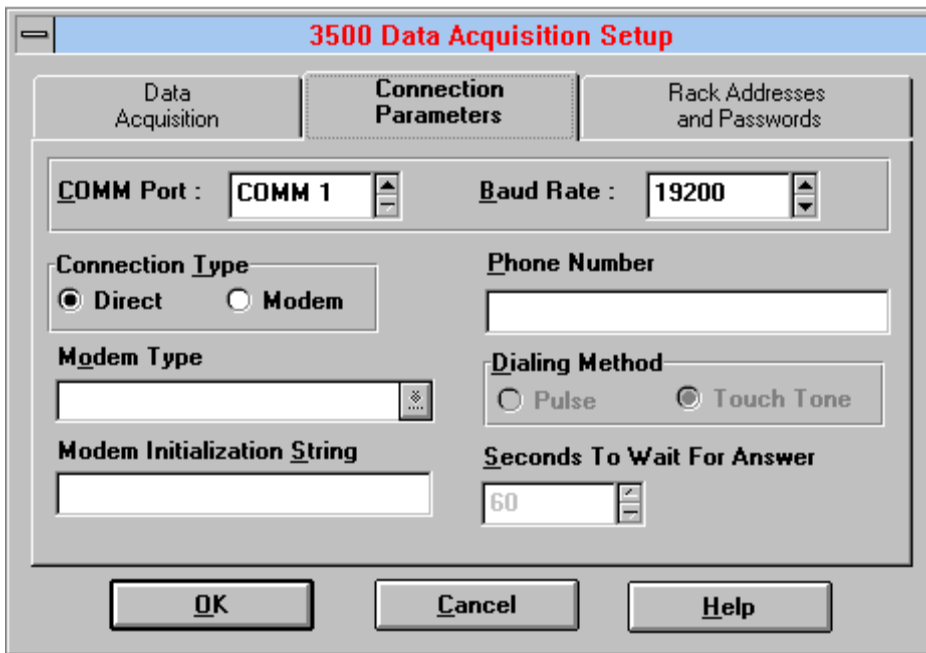 3500 Data Acquisition Setup
Data Acquisition
Connection Parameters
Rack Addresses and Passwords
COMM Port :
COMM 1
Baud Rate :
19200
Connection Type
Direct
Modem
Phone Number
Modem Type
Dialing Method
Pulse
Touch Tone
Modem Initialization String
Seconds To Wait For Answer
60
OK
Cancel
Help